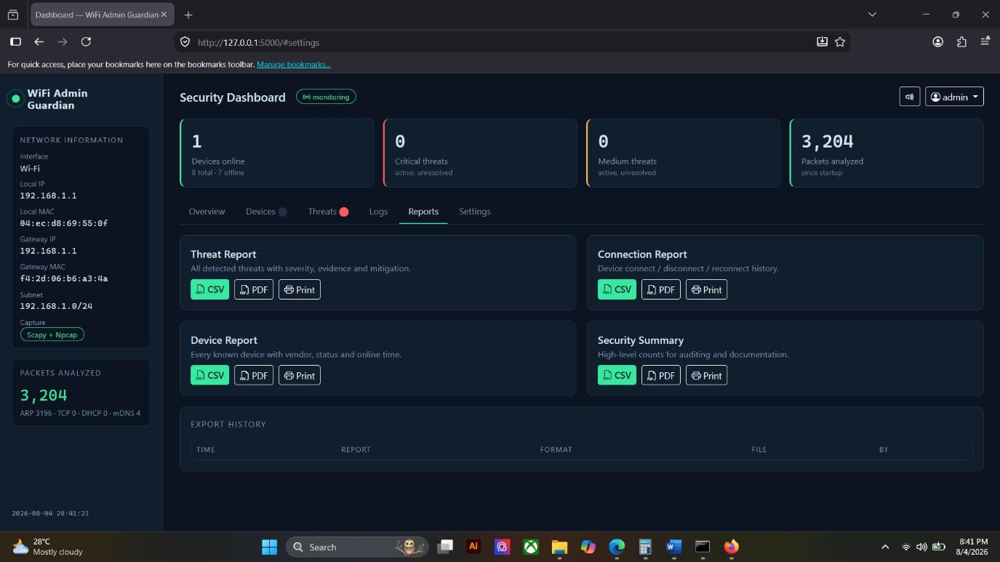 Dashboard — WiFi Admin Guardian
http://127.0.0.1:5000/#settings
For quick access, place your bookmarks here on the bookmarks toolbar. Manage bookmarks...
WiFi Admin
Guardian
NETWORK INFORMATION
Interface
Wi-Fi
Local IP
192.168.1.1
Local MAC
04:ec:d8:69:55:0f
Gateway IP
192.168.1.1
Gateway MAC
f4:2d:06:b6:a3:4a
Subnet
192.168.1.0/24
Capture
Scapy + Npcap
PACKETS ANALYZED
3,204
ARP 3196 · TCP 0 · DHCP 0 · mDNS 4
2026-08-04 20:41:21
Security Dashboard
monitoring
admin
1
Devices online
8 total · 7 offline
0
Critical threats
active, unresolved
0
Medium threats
active, unresolved
3,204
Packets analyzed
since startup
Overview Devices Threats Logs Reports Settings
Threat Report
All detected threats with severity, evidence and mitigation.
CSV PDF Print
Connection Report
Device connect / disconnect / reconnect history.
CSV PDF Print
Device Report
Every known device with vendor, status and online time.
CSV PDF Print
Security Summary
High-level counts for auditing and documentation.
CSV PDF Print
EXPORT HISTORY
TIME REPORT FORMAT FILE BY
28°C
Mostly cloudy
Search
Ai
W
8:41 PM
8/4/2026